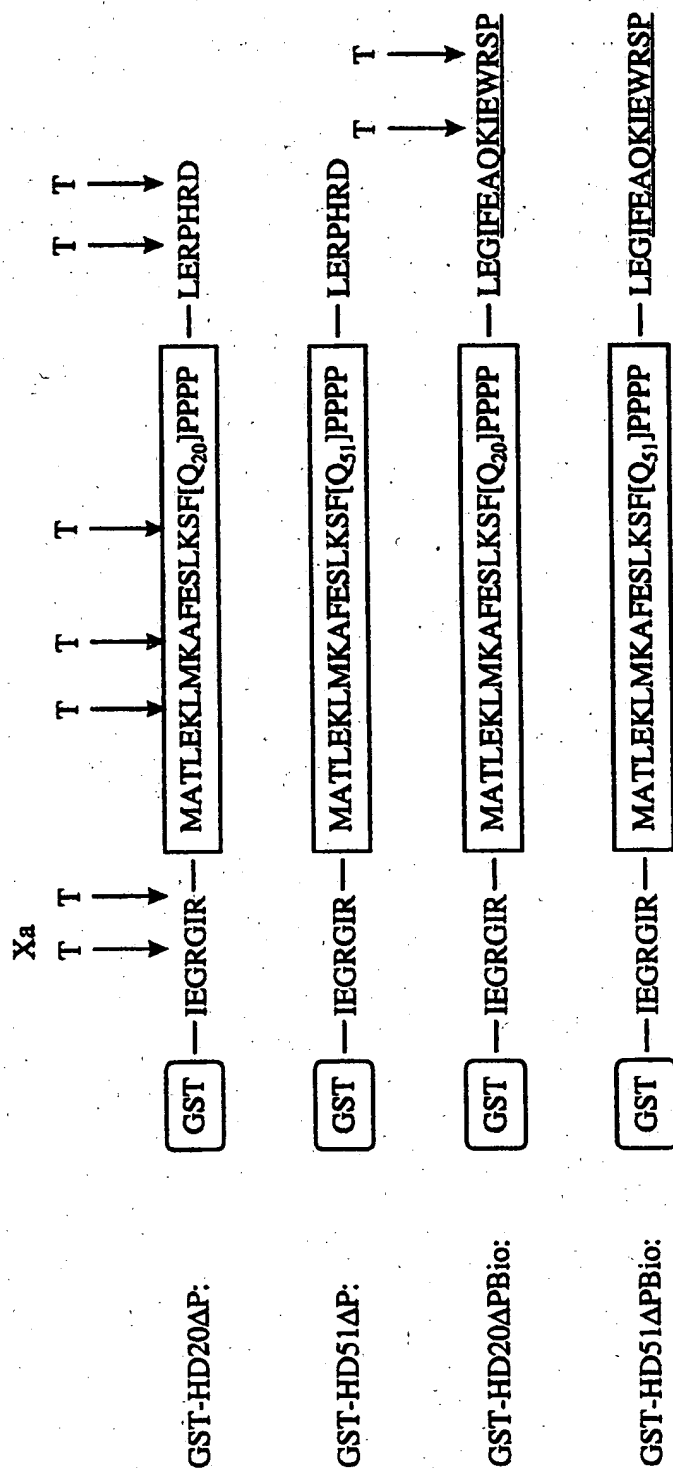 Xa
T T T T T T T
GST-HD20ΔP: GST — IEGRGIR — MATLEKLMKAFESLKSF[Q₂₀]PPPP — LERPHRD
GST-HD51ΔP: GST — IEGRGIR — MATLEKLMKAFESLKSF[Q₅₁]PPPP — LERPHRD
T T
GST-HD20ΔPBio: GST — IEGRGIR — MATLEKLMKAFESLKSF[Q₂₀]PPPP — LEGIFEAQKIEWRSP
GST-HD51ΔPBio: GST — IEGRGIR — MATLEKLMKAFESLKSF[Q₅₁]PPPP — LEGIFEAQKIEWRSP